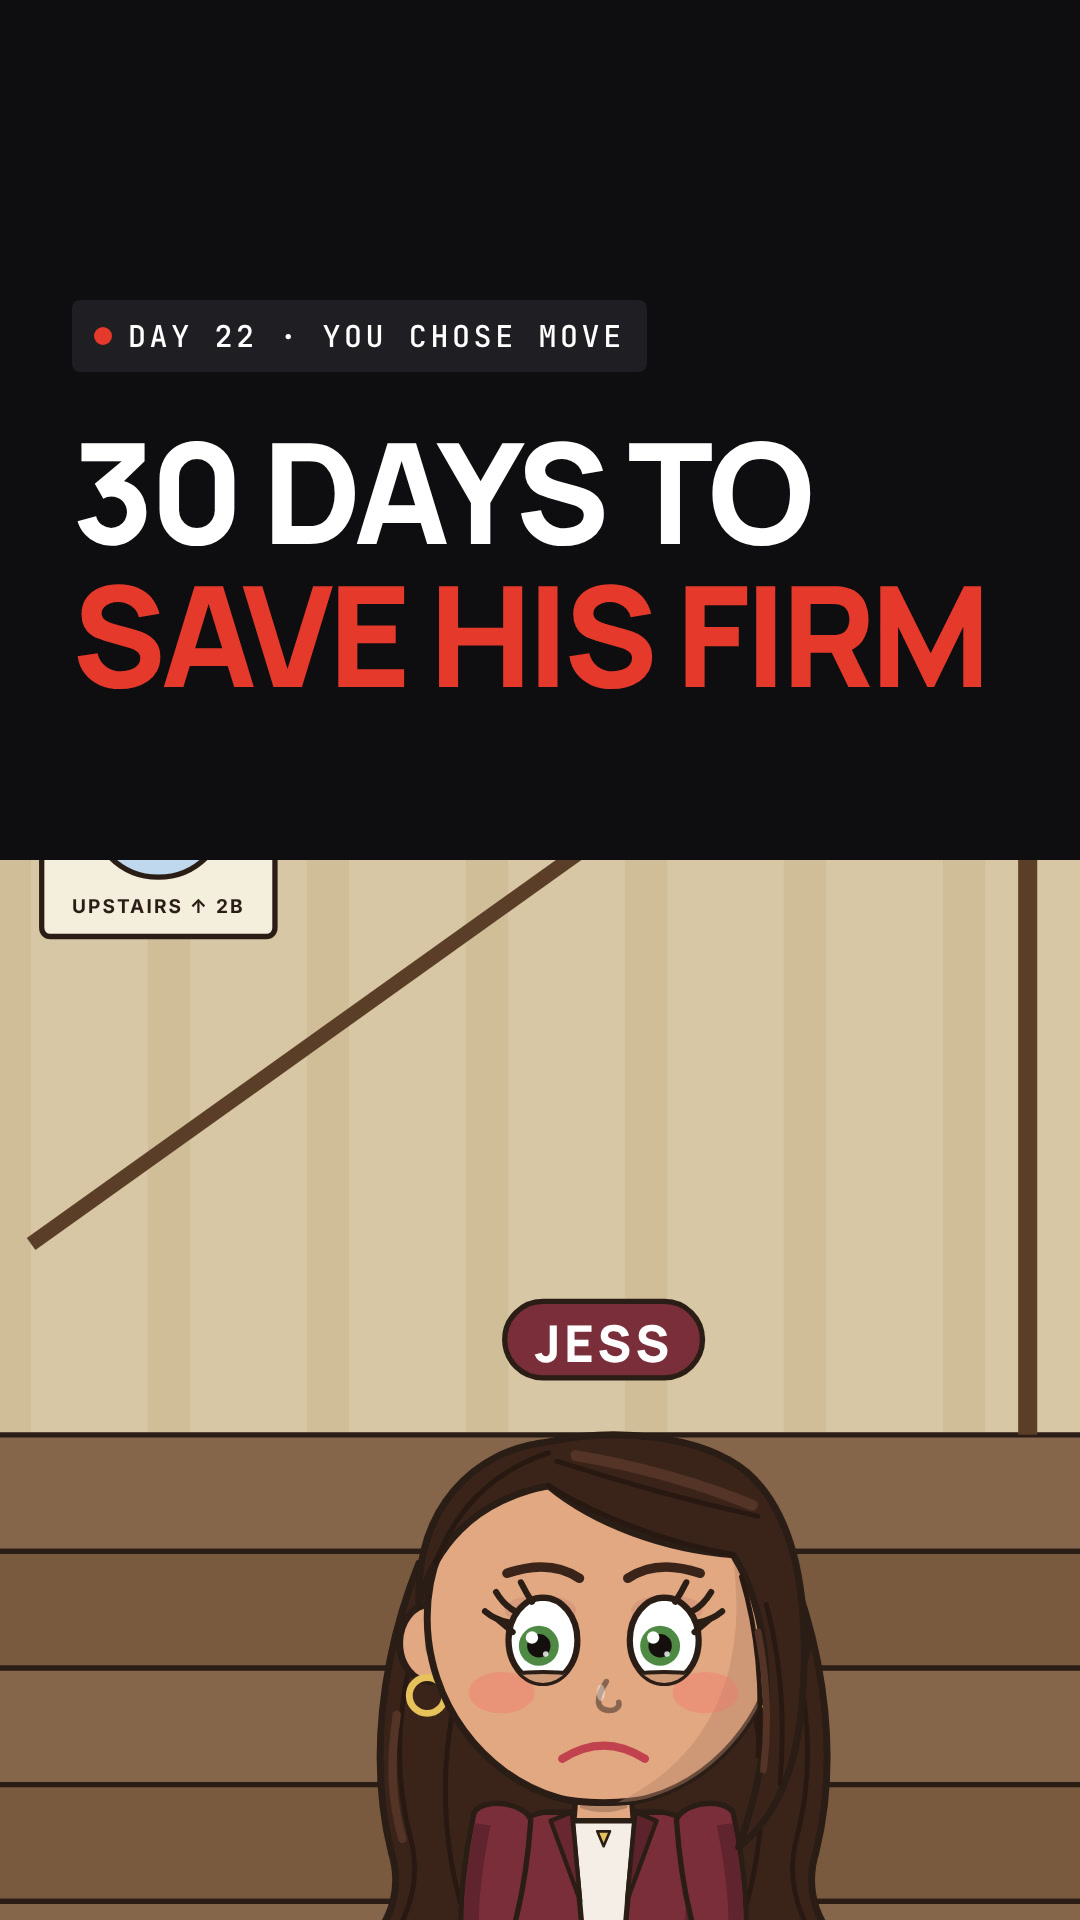 DAY 22 · YOU CHOSE MOVE
30 DAYS TO
SAVE HIS FIRM
UPSTAIRS ↑ 2B
JESS